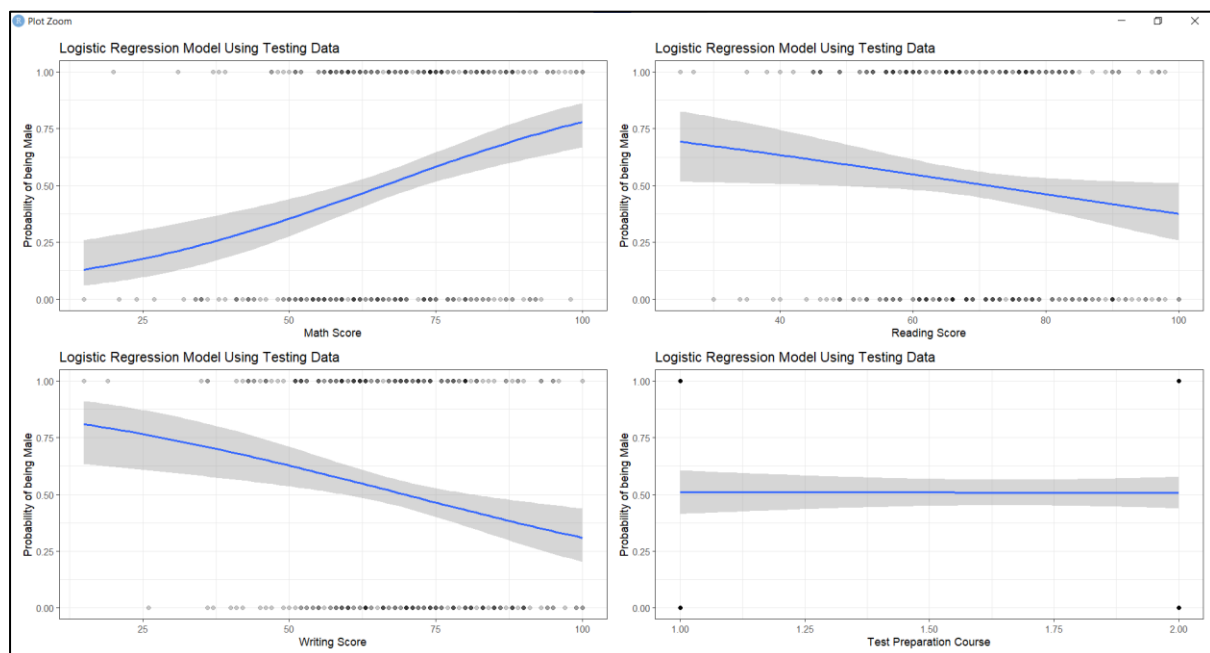 Plot Zoom
Logistic Regression Model Using Testing Data
Probability of being Male
1.00
0.75
0.50
0.25
0.00
25
50
75
100
Math Score
Logistic Regression Model Using Testing Data
Probability of being Male
1.00
0.75
0.50
0.25
0.00
40
60
80
100
Reading Score
Logistic Regression Model Using Testing Data
Probability of being Male
1.00
0.75
0.50
0.25
0.00
25
50
75
100
Writing Score
Logistic Regression Model Using Testing Data
Probability of being Male
1.00
0.75
0.50
0.25
0.00
1.00
1.25
1.50
1.75
2.00
Test Preparation Course